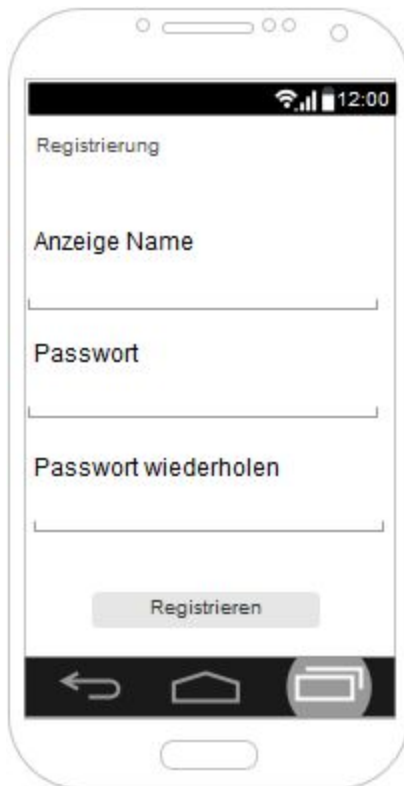 12:00
Registrierung
Anzeige Name
Passwort
Passwort wiederholen
Registrieren